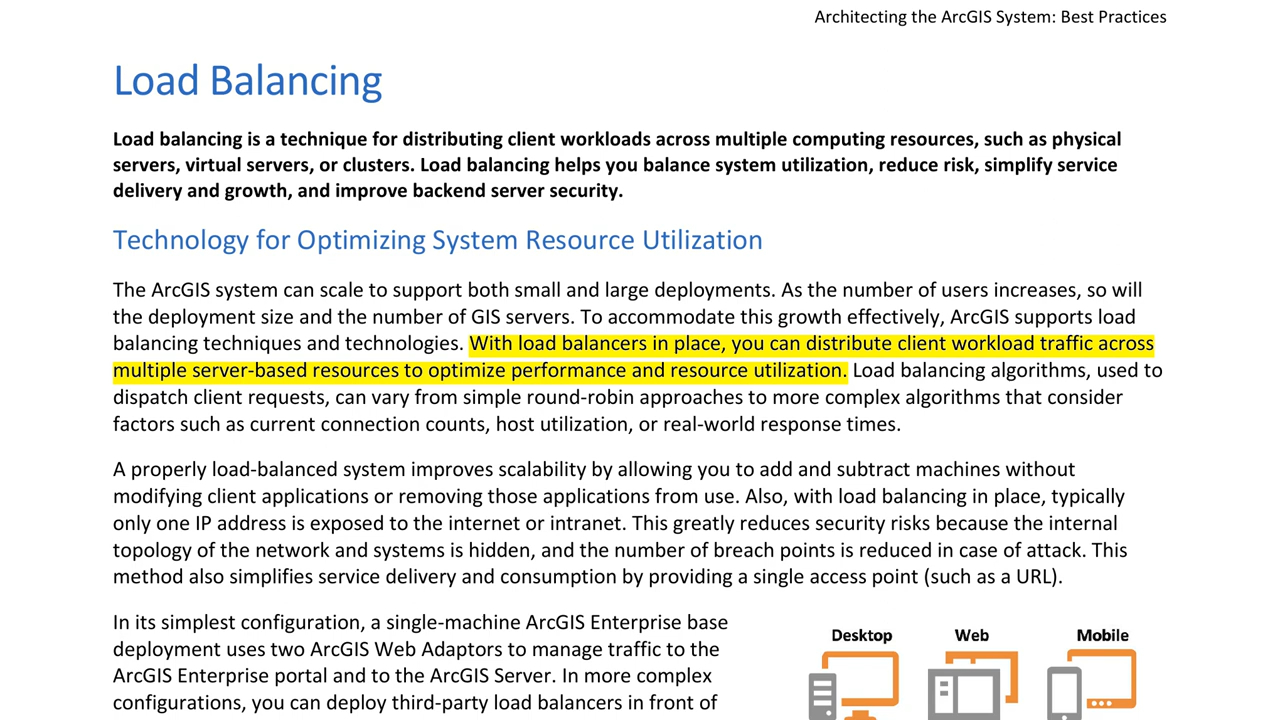 Architecting the ArcGIS System: Best Practices
Load Balancing
Load balancing is a technique for distributing client workloads across multiple computing resources, such as physical
servers, virtual servers, or clusters. Load balancing helps you balance system utilization, reduce risk, simplify service
delivery and growth, and improve backend server security.
Technology for Optimizing System Resource Utilization
The ArcGIS system can scale to support both small and large deployments. As the number of users increases, so will
the deployment size and the number of GIS servers. To accommodate this growth effectively, ArcGIS supports load
balancing techniques and technologies. With load balancers in place, you can distribute client workload traffic across
multiple server-based resources to optimize performance and resource utilization. Load balancing algorithms, used to
dispatch client requests, can vary from simple round-robin approaches to more complex algorithms that consider
factors such as current connection counts, host utilization, or real-world response times.
A properly load-balanced system improves scalability by allowing you to add and subtract machines without
modifying client applications or removing those applications from use. Also, with load balancing in place, typically
only one IP address is exposed to the internet or intranet. This greatly reduces security risks because the internal
topology of the network and systems is hidden, and the number of breach points is reduced in case of attack. This
method also simplifies service delivery and consumption by providing a single access point (such as a URL).
In its simplest configuration, a single-machine ArcGIS Enterprise base
deployment uses two ArcGIS Web Adaptors to manage traffic to the
ArcGIS Enterprise portal and to the ArcGIS Server. In more complex
configurations, you can deploy third-party load balancers in front of
Desktop Web Mobile